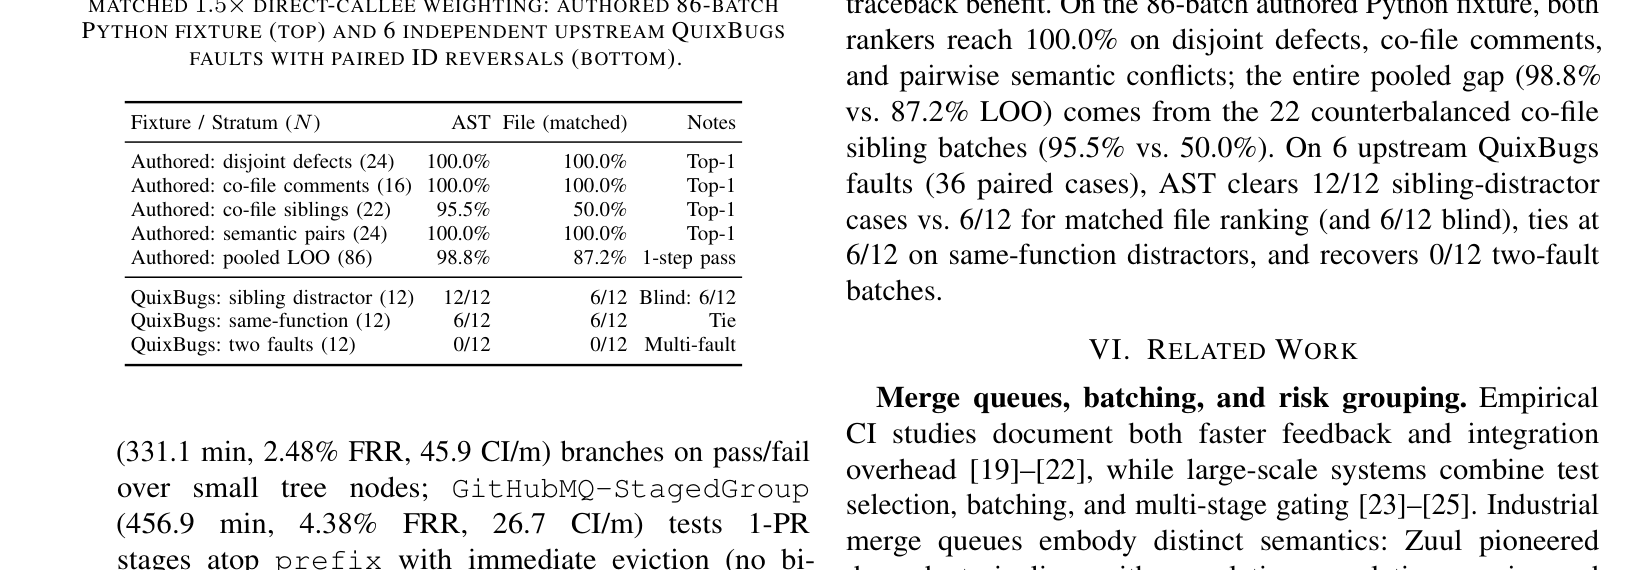 MATCHED 1.5× DIRECT-CALLEE WEIGHTING: AUTHORED 86-BATCH
PYTHON FIXTURE (TOP) AND 6 INDEPENDENT UPSTREAM QUIXBUGS
FAULTS WITH PAIRED ID REVERSALS (BOTTOM).
Fixture / Stratum (N) AST File (matched) Notes
Authored: disjoint defects (24) 100.0% 100.0% Top-1
Authored: co-file comments (16) 100.0% 100.0% Top-1
Authored: co-file siblings (22) 95.5% 50.0% Top-1
Authored: semantic pairs (24) 100.0% 100.0% Top-1
Authored: pooled LOO (86) 98.8% 87.2% 1-step pass
QuixBugs: sibling distractor (12) 12/12 6/12 Blind: 6/12
QuixBugs: same-function (12) 6/12 6/12 Tie
QuixBugs: two faults (12) 0/12 0/12 Multi-fault
(331.1 min, 2.48% FRR, 45.9 CI/m) branches on pass/fail
over small tree nodes; GitHubMQ-StagedGroup
(456.9 min, 4.38% FRR, 26.7 CI/m) tests 1-PR
stages atop prefix with immediate eviction (no bi-
traceback benefit. On the 86-batch authored Python fixture, both
rankers reach 100.0% on disjoint defects, co-file comments,
and pairwise semantic conflicts; the entire pooled gap (98.8%
vs. 87.2% LOO) comes from the 22 counterbalanced co-file
sibling batches (95.5% vs. 50.0%). On 6 upstream QuixBugs
faults (36 paired cases), AST clears 12/12 sibling-distractor
cases vs. 6/12 for matched file ranking (and 6/12 blind), ties at
6/12 on same-function distractors, and recovers 0/12 two-fault
batches.
VI. RELATED WORK
Merge queues, batching, and risk grouping. Empirical
CI studies document both faster feedback and integration
overhead [19]–[22], while large-scale systems combine test
selection, batching, and multi-stage gating [23]–[25]. Industrial
merge queues embody distinct semantics: Zuul pioneered